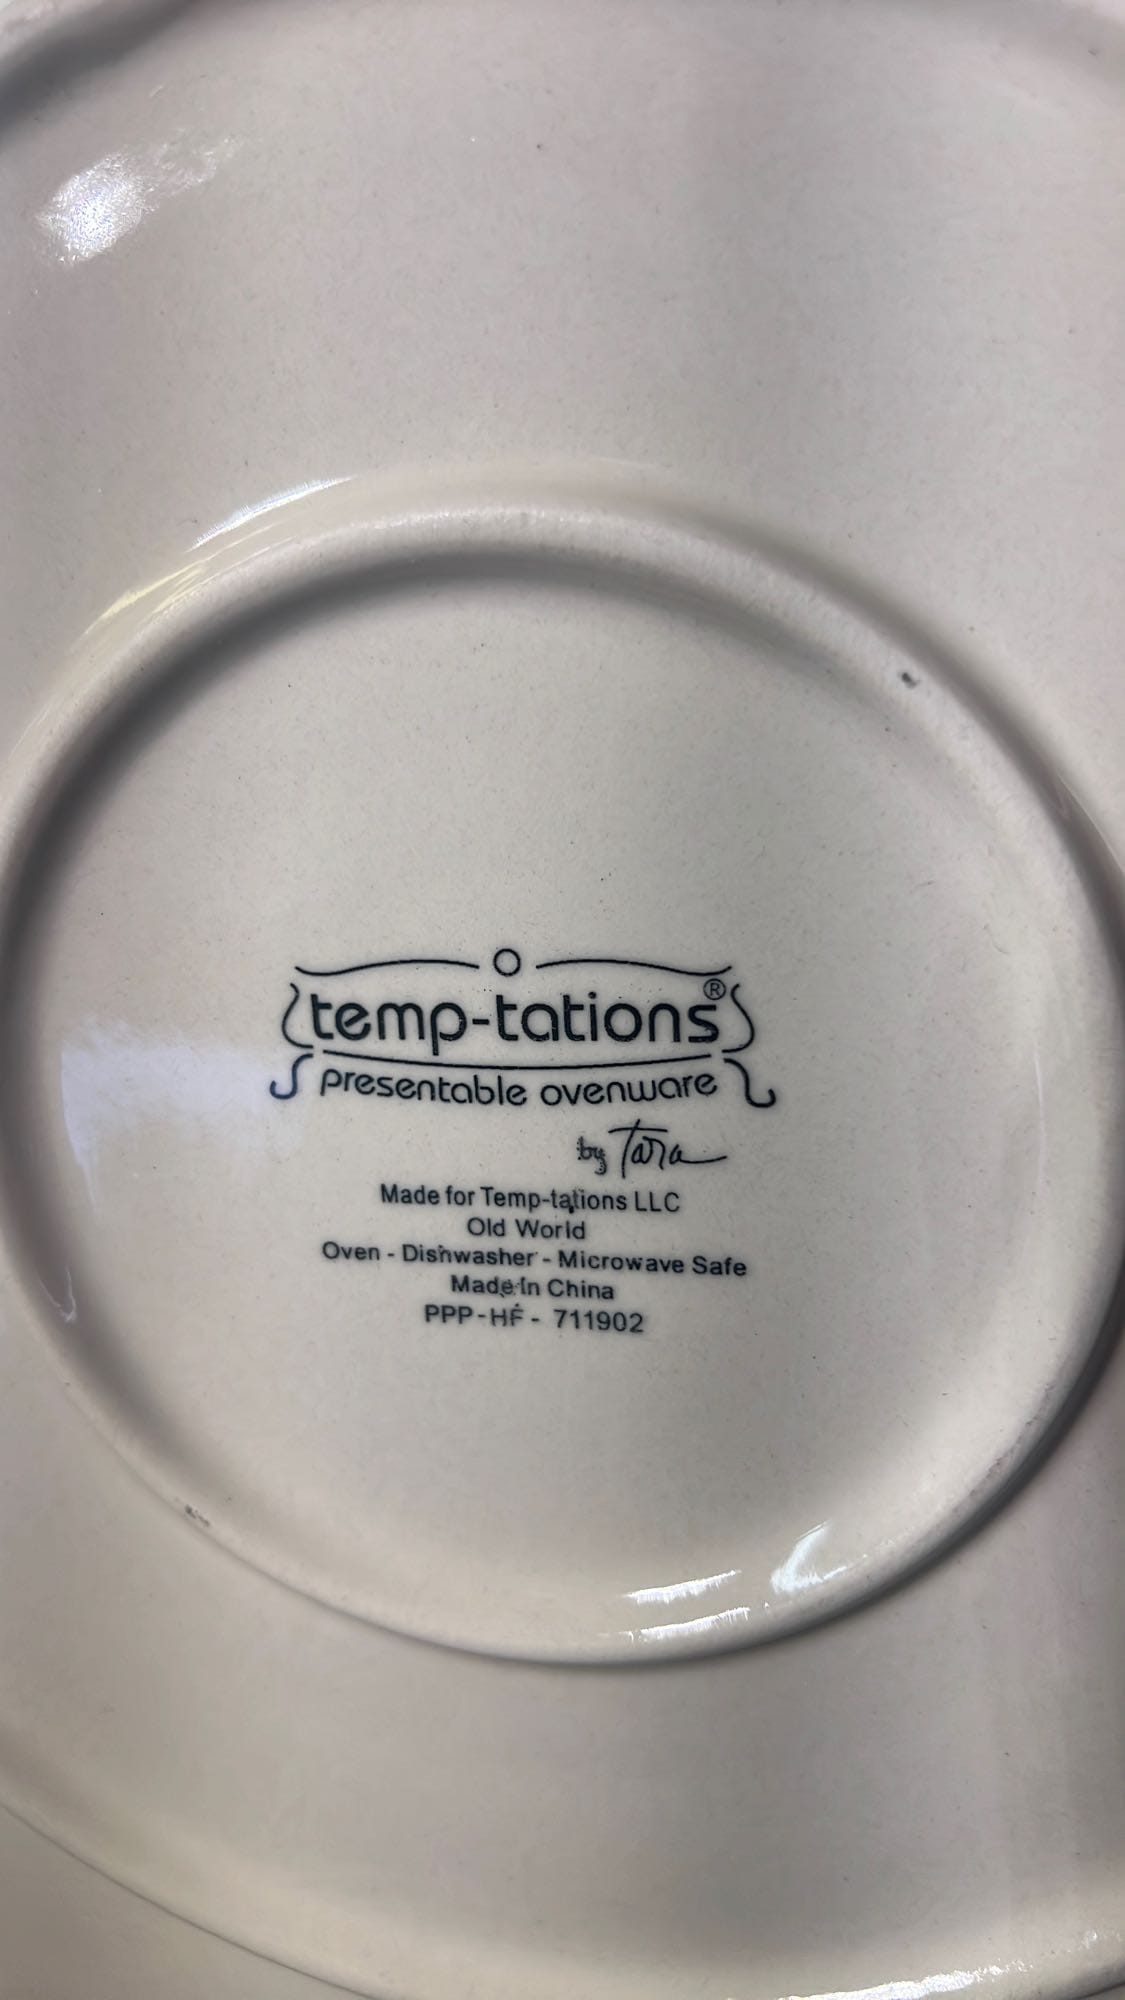 temp-tations®
presentable ovenware
by Tara
Made for Temp-tations LLC
Old World
Oven - Dishwasher - Microwave Safe
Made In China
PPP-HF - 711902